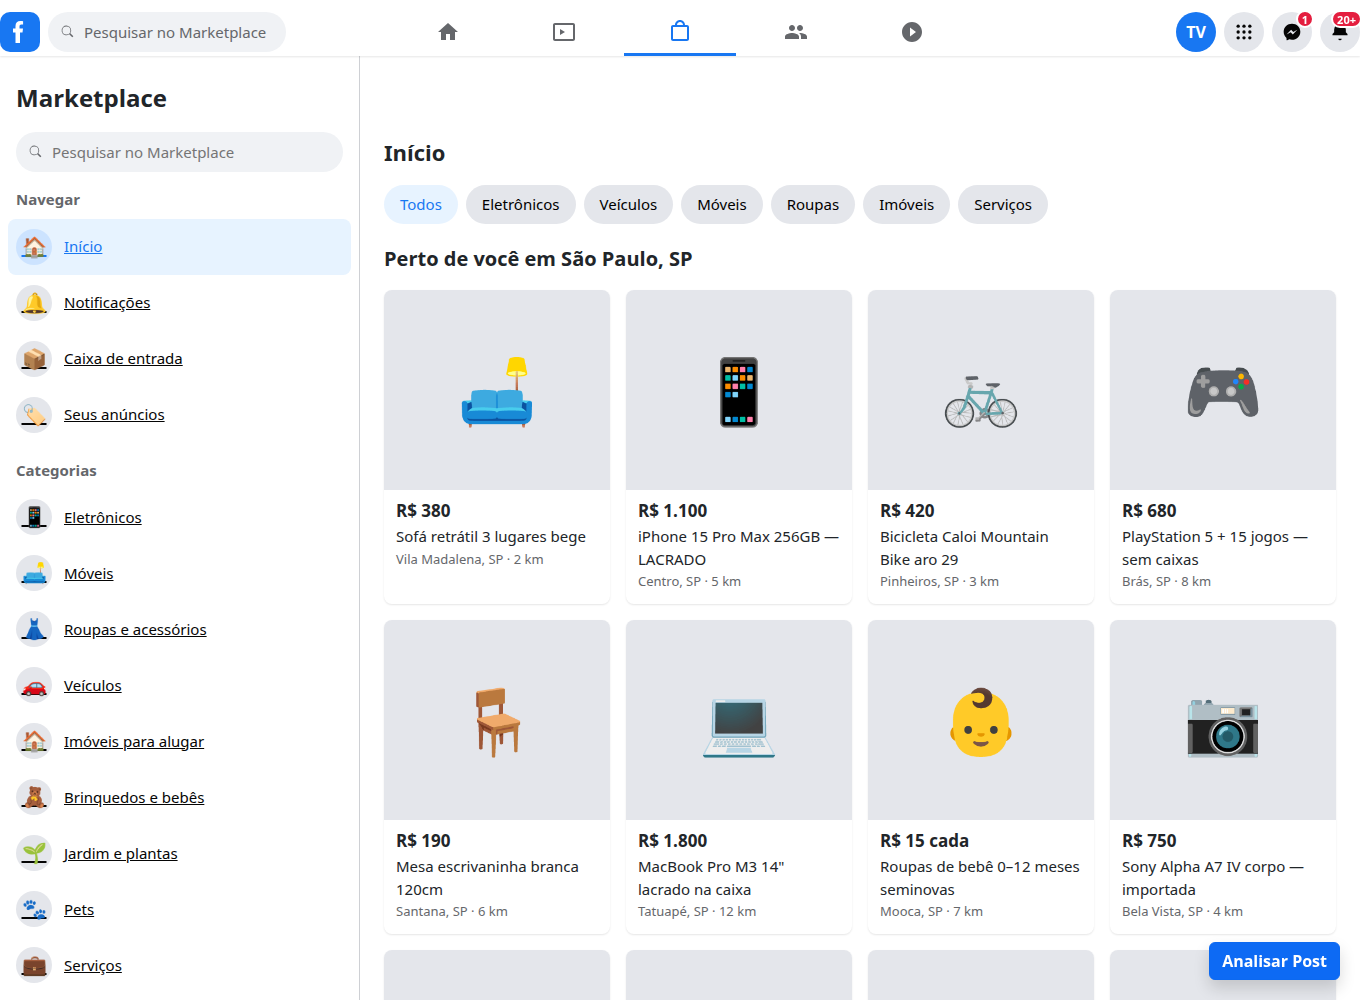 Pesquisar no Marketplace
TV
1
20+
Marketplace
Pesquisar no Marketplace
Navegar
Início
Notificações
Caixa de entrada
Seus anúncios
Categorias
Eletrônicos
Móveis
Roupas e acessórios
Veículos
Imóveis para alugar
Brinquedos e bebês
Jardim e plantas
Pets
Serviços
Início
Todos Eletrônicos Veículos Móveis Roupas Imóveis Serviços
Perto de você em São Paulo, SP
R$ 380
Sofá retrátil 3 lugares bege
Vila Madalena, SP · 2 km
R$ 1.100
iPhone 15 Pro Max 256GB —
LACRADO
Centro, SP · 5 km
R$ 420
Bicicleta Caloi Mountain
Bike aro 29
Pinheiros, SP · 3 km
R$ 680
PlayStation 5 + 15 jogos —
sem caixas
Brás, SP · 8 km
R$ 190
Mesa escrivaninha branca
120cm
Santana, SP · 6 km
R$ 1.800
MacBook Pro M3 14"
lacrado na caixa
Tatuapé, SP · 12 km
R$ 15 cada
Roupas de bebê 0–12 meses
seminovas
Mooca, SP · 7 km
R$ 750
Sony Alpha A7 IV corpo —
importada
Bela Vista, SP · 4 km
Analisar Post